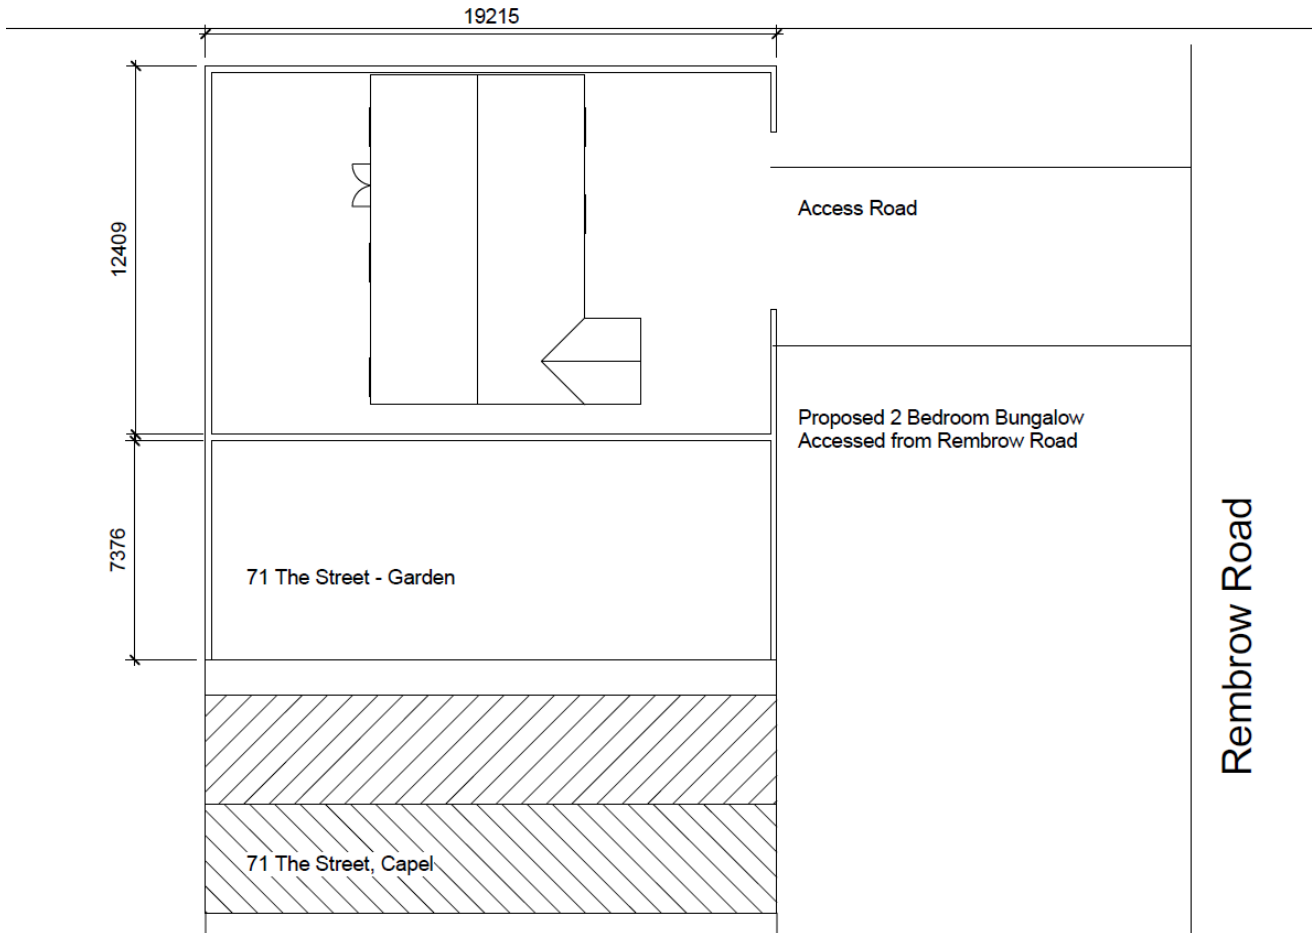 19215
12409
Access Road
Proposed 2 Bedroom Bungalow
Accessed from Rembrow Road
7376
71 The Street - Garden
Rembrow Road
71 The Street, Capel